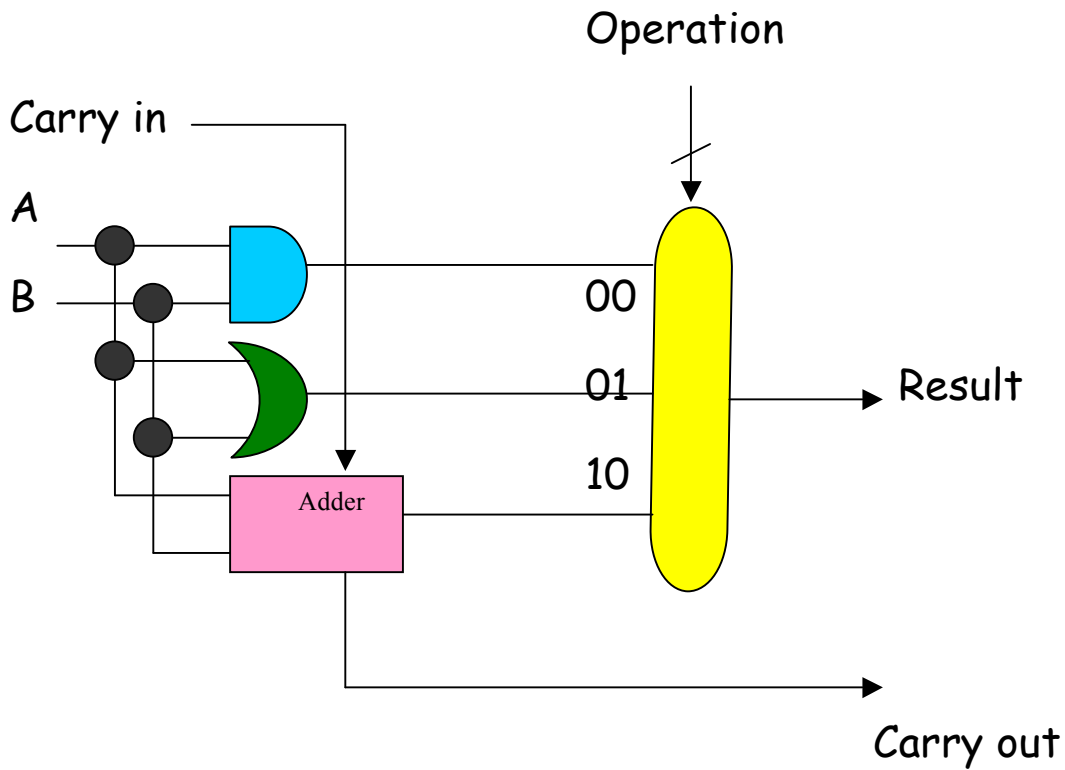 Operation
Carry in
A
B
00
01
Result
10
Adder
Carry out